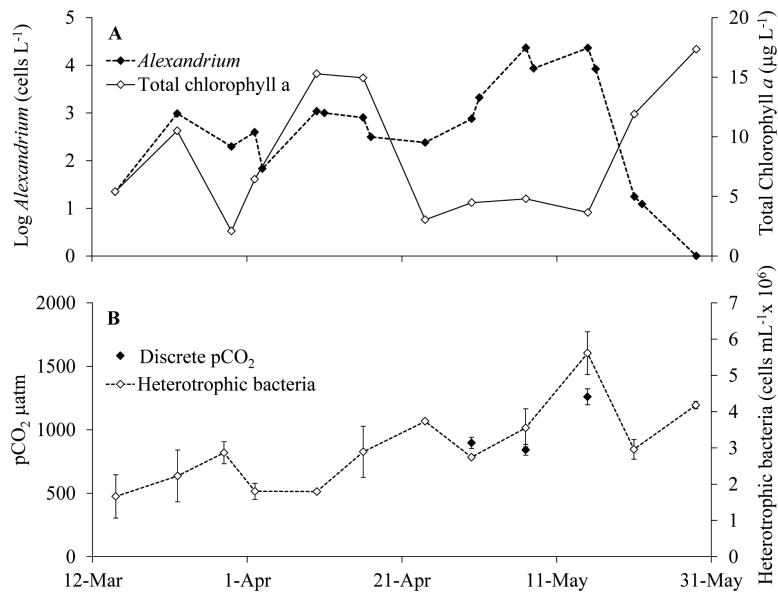 5
4
3
2
1
0
Log Alexandrium (cells L⁻¹)
A
Alexandrium
Total chlorophyll a
20
15
10
5
0
Total Chlorophyll a (µg L⁻¹)
2000
1500
1000
500
0
pCO₂ µatm
B
Discrete pCO₂
Heterotrophic bacteria
7
6
5
4
3
2
1
0
Heterotrophic bacteria (cells mL⁻¹x 10⁶)
12-Mar 1-Apr 21-Apr 11-May 31-May